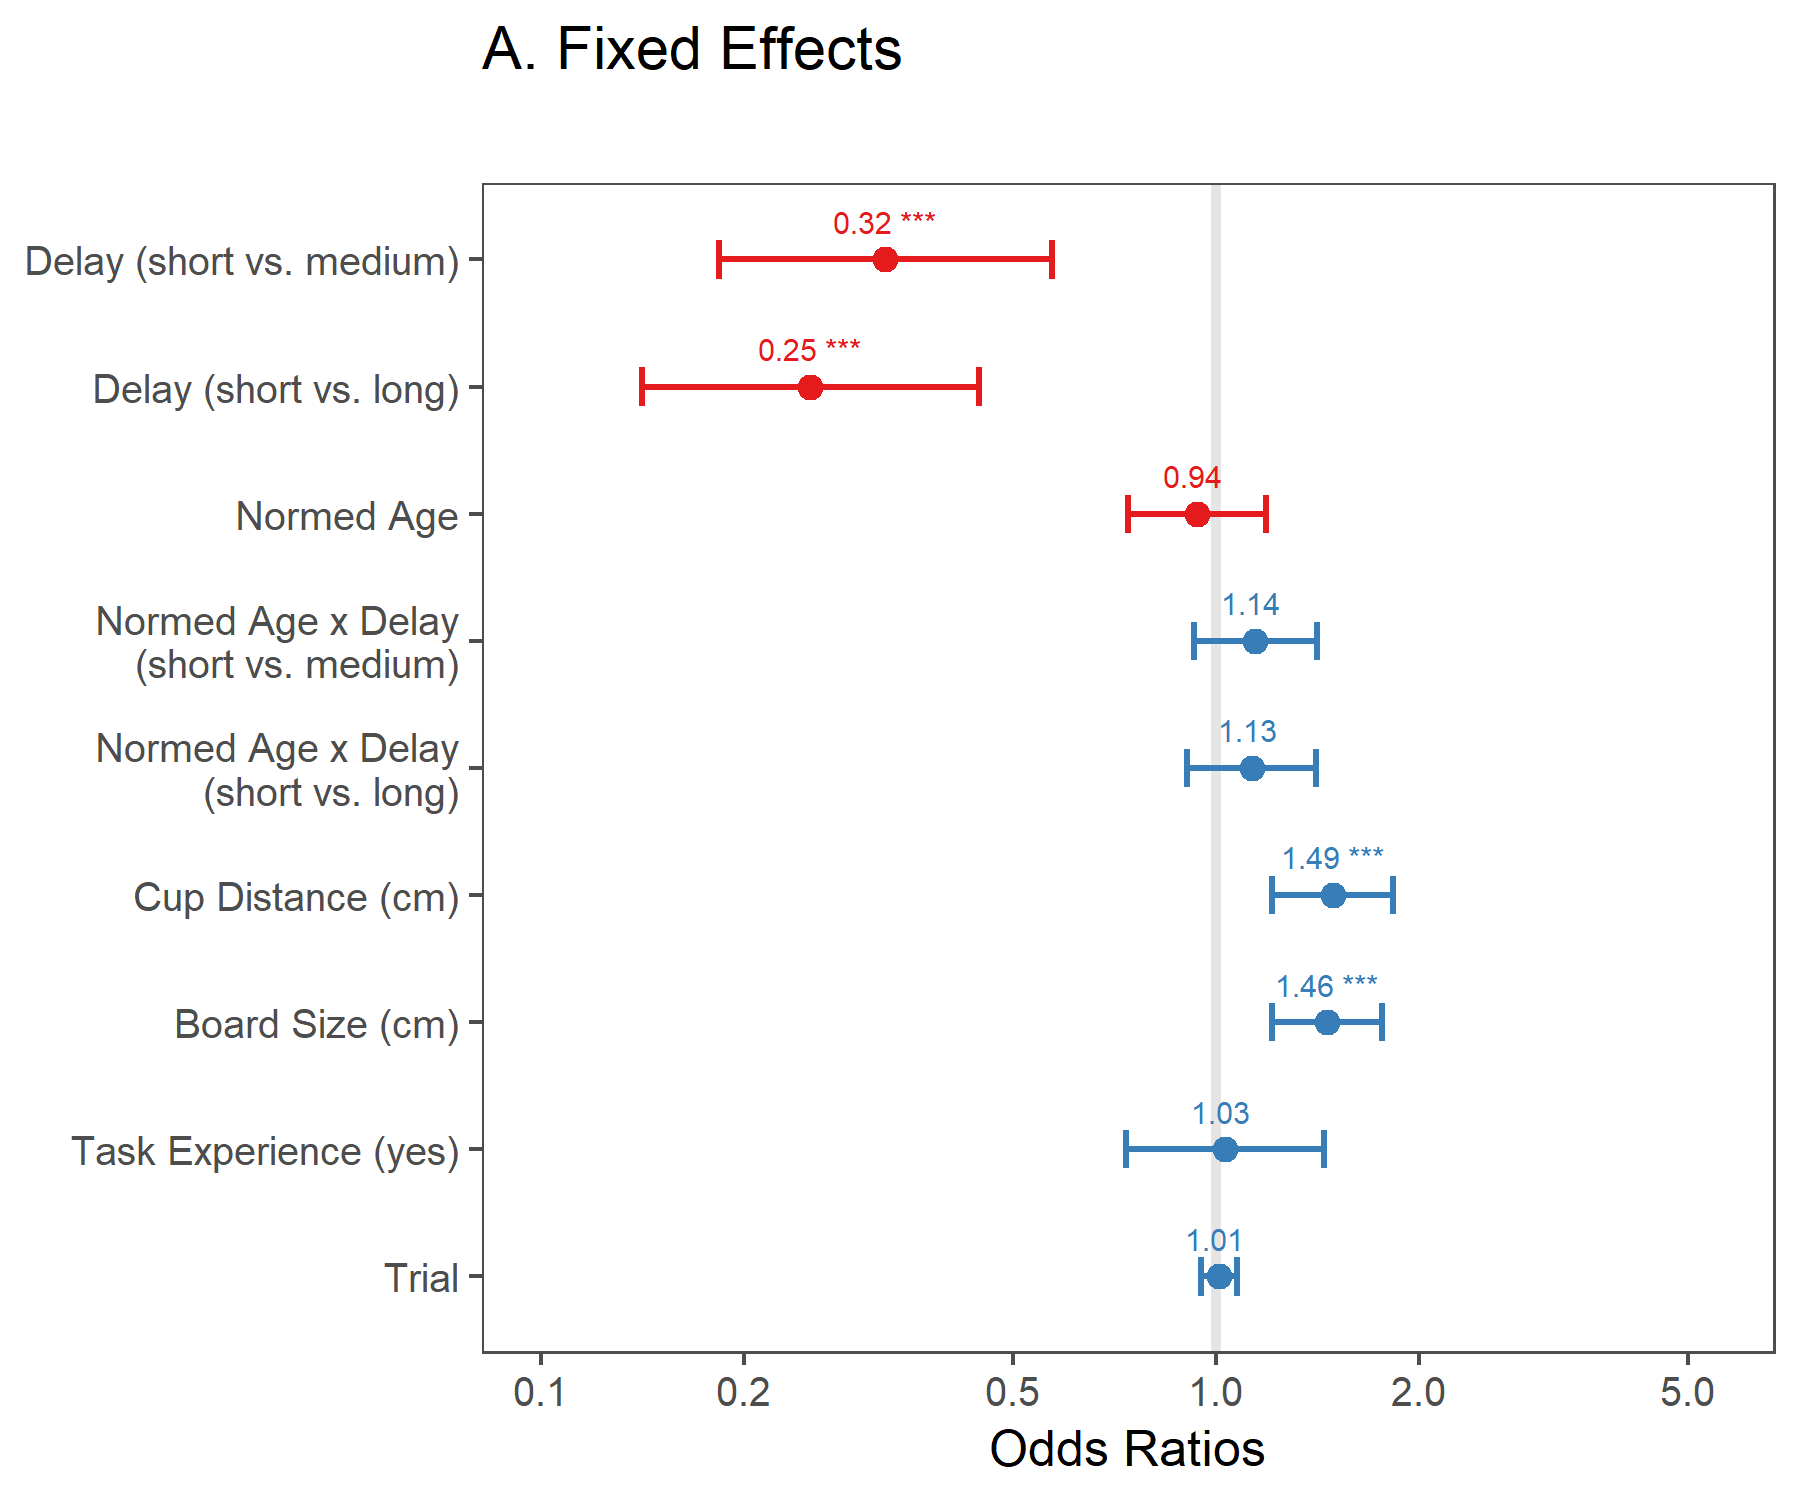 A. Fixed Effects
Delay (short vs. medium)
0.32 ***
Delay (short vs. long)
0.25 ***
Normed Age
0.94
Normed Age x Delay
(short vs. medium)
1.14
Normed Age x Delay
(short vs. long)
1.13
Cup Distance (cm)
1.49 ***
Board Size (cm)
1.46 ***
Task Experience (yes)
1.03
Trial
1.01
0.1 0.2 0.5 1.0 2.0 5.0
Odds Ratios